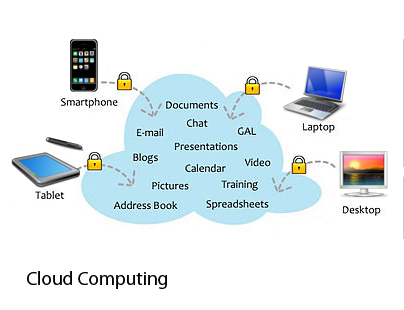 Smartphone
Documents
Chat
E-mail
GAL
Laptop
Presentations
Blogs
Video
Calendar
Tablet
Pictures
Training
Address Book
Spreadsheets
Desktop
Cloud Computing